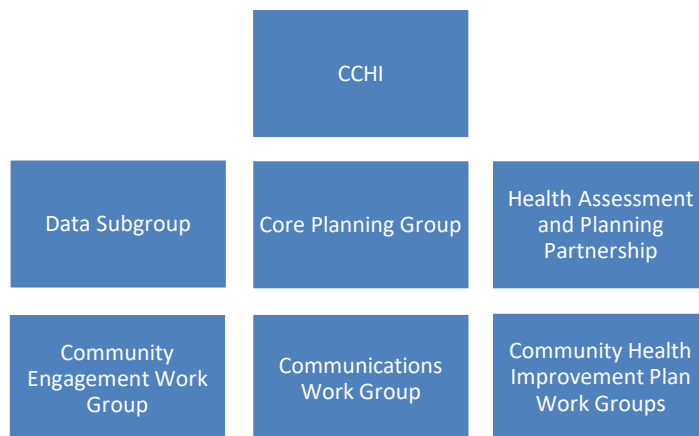 CCHI
Data Subgroup
Core Planning Group
Health Assessment
and Planning
Partnership
Community
Engagement Work
Group
Communications
Work Group
Community Health
Improvement Plan
Work Groups